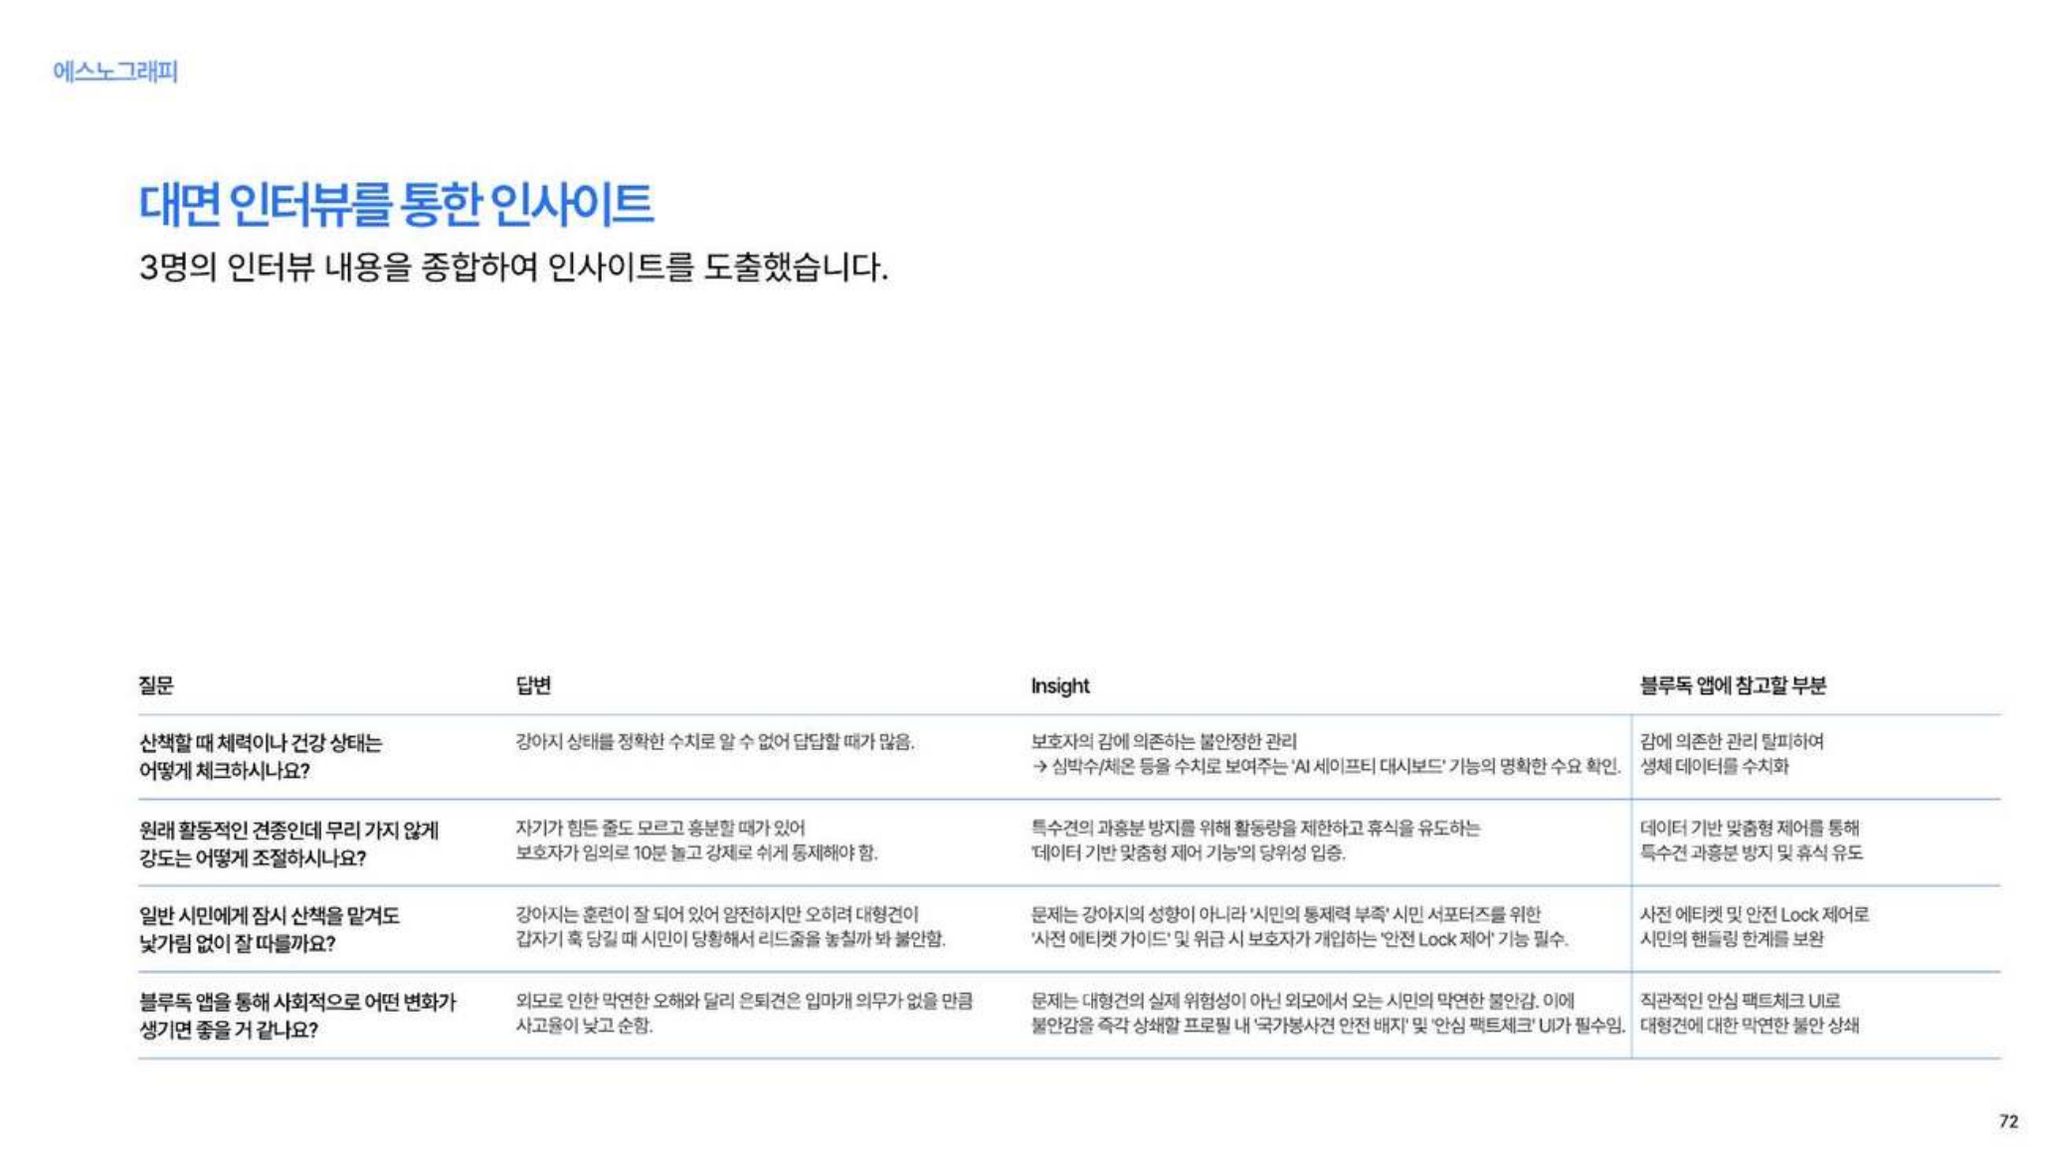 에스노그래피
대면 인터뷰를 통한 인사이트
3명의 인터뷰 내용을 종합하여 인사이트를 도출했습니다.
질문
답변
Insight
블루독 앱에 참고할 부분
산책할 때 체력이나 건강 상태는
어떻게 체크하시나요?
강아지 상태를 정확한 수치로 알 수 없어 답답할 때가 많음.
보호자의 감에 의존하는 불안정한 관리
→ 심박수/체온 등을 수치로 보여주는 'AI 세이프티 대시보드' 기능의 명확한 수요 확인.
감에 의존한 관리 탈피하여
생체 데이터를 수치화
원래 활동적인 견종인데 무리 가지 않게
강도는 어떻게 조절하시나요?
자기가 힘든 줄도 모르고 흥분할 때가 있어
보호자가 임의로 10분 놀고 강제로 쉬게 통제해야 함.
특수견의 과흥분 방지를 위해 활동량을 제한하고 휴식을 유도하는
'데이터 기반 맞춤형 제어 기능'의 당위성 입증.
데이터 기반 맞춤형 제어를 통해
특수견 과흥분 방지 및 휴식 유도
일반 시민에게 잠시 산책을 맡겨도
낯가림 없이 잘 따를까요?
강아지는 훈련이 잘 되어 있어 얌전하지만 오히려 대형견이
갑자기 훅 당길 때 시민이 당황해서 리드줄을 놓칠까 봐 불안함.
문제는 강아지의 성향이 아니라 '시민의 통제력 부족' 시민 서포터즈를 위한
'사전 에티켓 가이드' 및 위급 시 보호자가 개입하는 '안전 Lock 제어' 기능 필수.
사전 에티켓 및 안전 Lock 제어로
시민의 핸들링 한계를 보완
블루독 앱을 통해 사회적으로 어떤 변화가
생기면 좋을 거 같나요?
외모로 인한 막연한 오해와 달리 은퇴견은 입마개 의무가 없을 만큼
사고율이 낮고 순함.
문제는 대형견의 실제 위험성이 아닌 외모에서 오는 시민의 막연한 불안감. 이에
불안감을 즉각 상쇄할 프로필 내 '국가봉사견 안전 배지' 및 '안심 팩트체크' UI가 필수임.
직관적인 안심 팩트체크 UI로
대형견에 대한 막연한 불안 상쇄
72